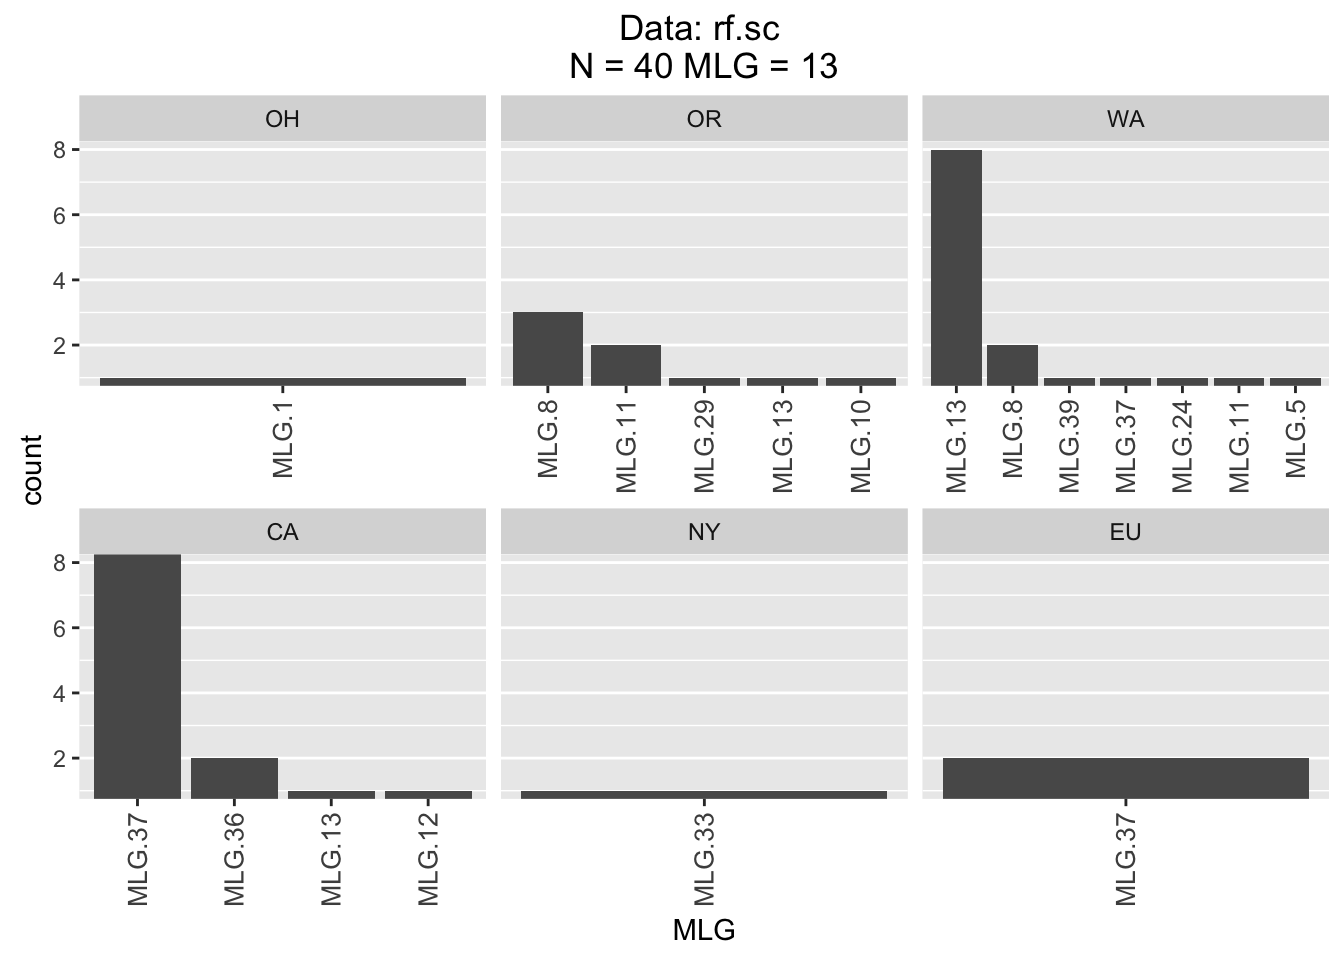 Data: rf.sc
N = 40 MLG = 13
OH
OR
WA
8
6
4
2
MLG.1
MLG.8
MLG.11
MLG.29
MLG.13
MLG.10
MLG.13
MLG.8
MLG.39
MLG.37
MLG.24
MLG.11
MLG.5
count
CA
NY
EU
8
6
4
2
MLG.37
MLG.36
MLG.13
MLG.12
MLG.33
MLG.37
MLG